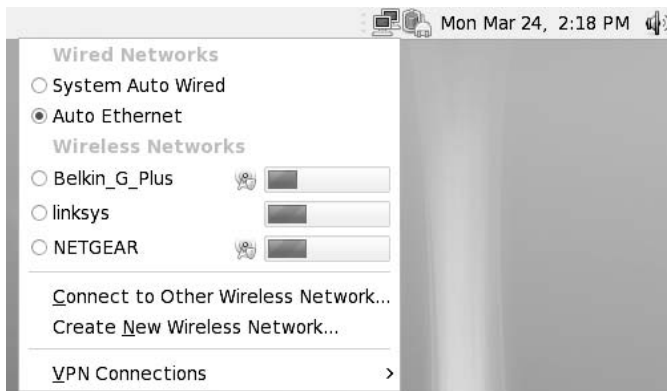 Mon Mar 24, 2:18 PM
Wired Networks
System Auto Wired
Auto Ethernet
Wireless Networks
Belkin_G_Plus
linksys
NETGEAR
Connect to Other Wireless Network...
Create New Wireless Network...
VPN Connections